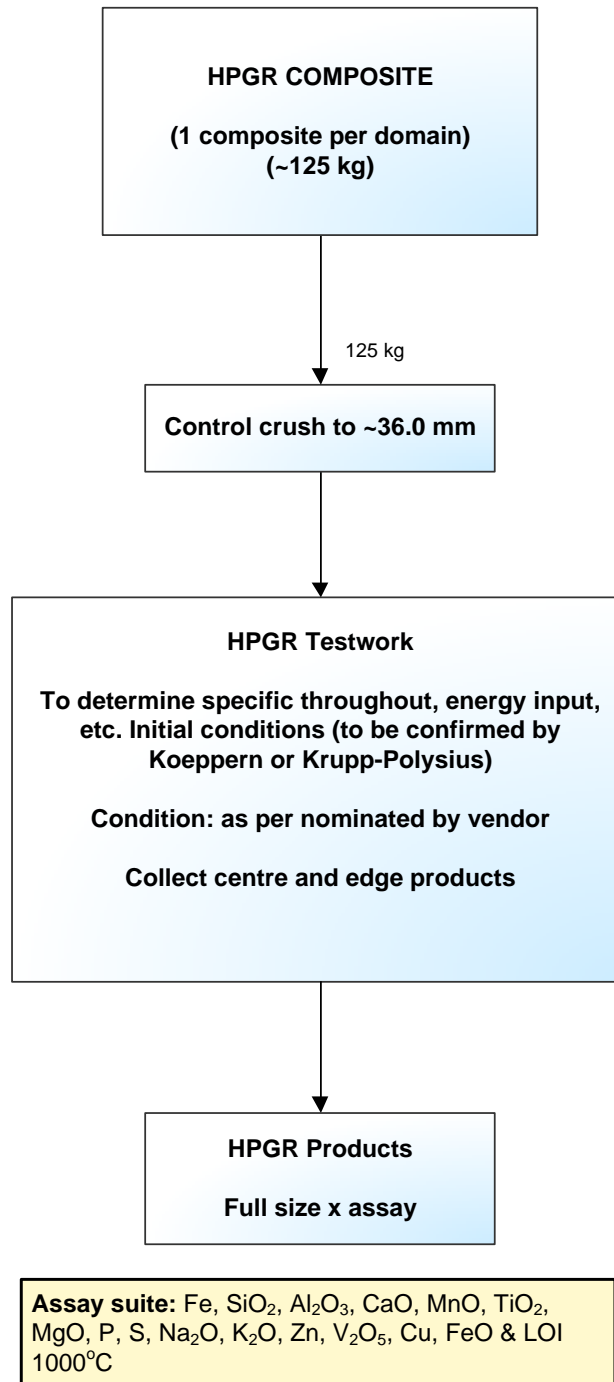 HPGR COMPOSITE
(1 composite per domain)
(~125 kg)
125 kg
Control crush to ~36.0 mm
HPGR Testwork
To determine specific throughout, energy input,
etc. Initial conditions (to be confirmed by
Koeppern or Krupp-Polysius)
Condition: as per nominated by vendor
Collect centre and edge products
HPGR Products
Full size x assay
Assay suite: Fe, SiO₂, Al₂O₃, CaO, MnO, TiO₂,
MgO, P, S, Na₂O, K₂O, Zn, V₂O₅, Cu, FeO & LOI
1000°C